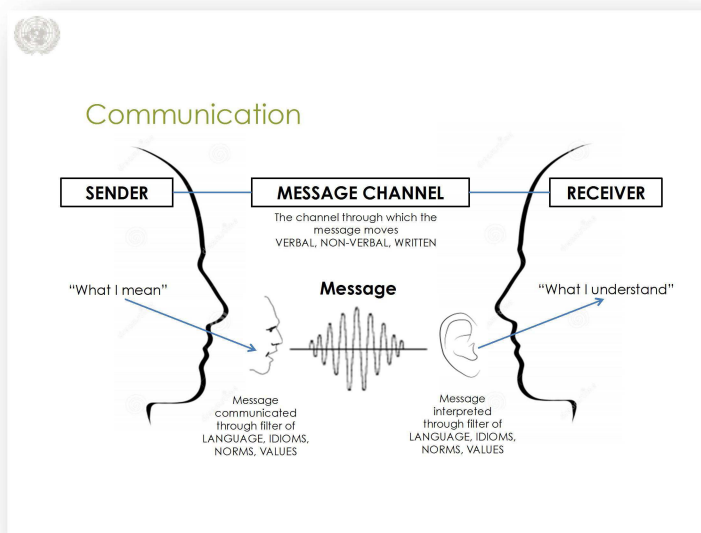 Communication
SENDER
MESSAGE CHANNEL
RECEIVER
The channel through which the
message moves
VERBAL, NON-VERBAL, WRITTEN
“What I mean”
Message
“What I understand”
Message
communicated
through filter of
LANGUAGE, IDIOMS,
NORMS, VALUES
Message
interpreted
through filter of
LANGUAGE, IDIOMS,
NORMS, VALUES